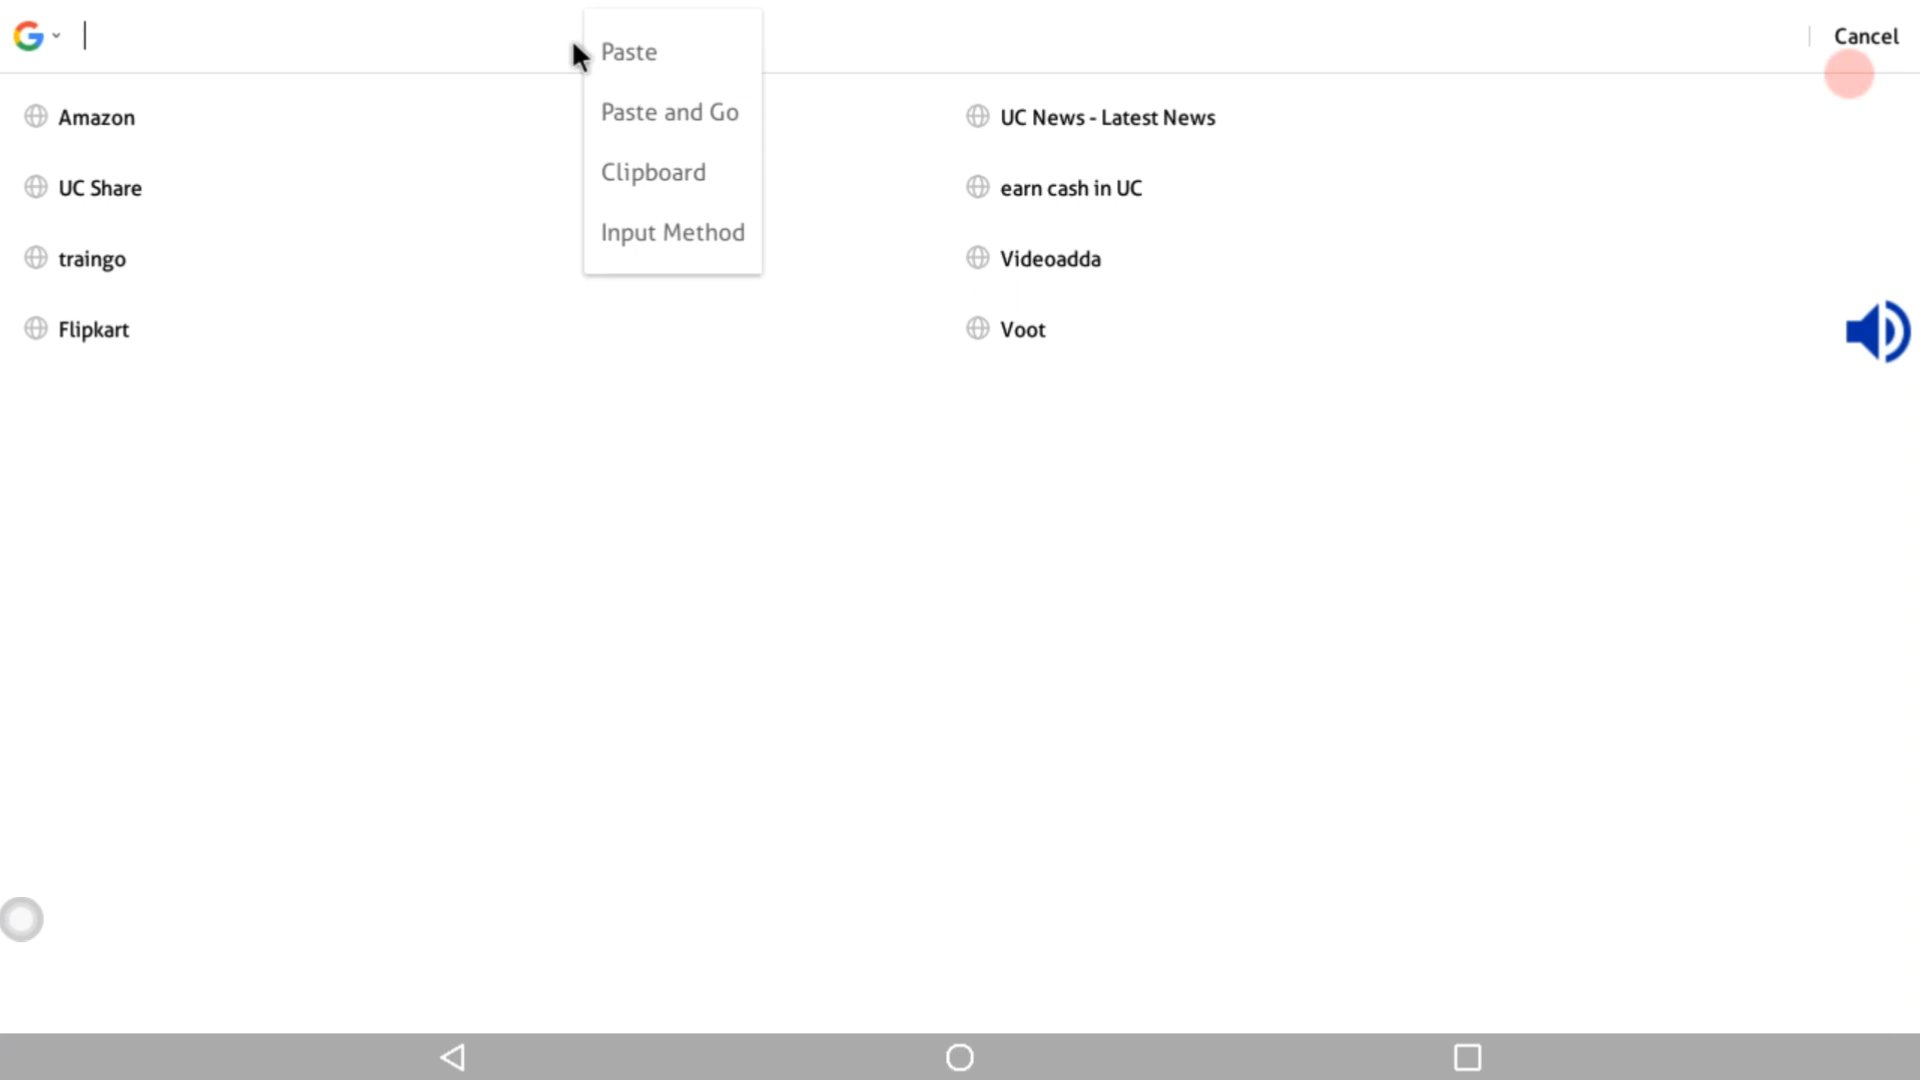 Cancel
Paste
Paste and Go
Clipboard
Input Method
Amazon
UC Share
traingo
Flipkart
UC News - Latest News
earn cash in UC
Videoadda
Voot